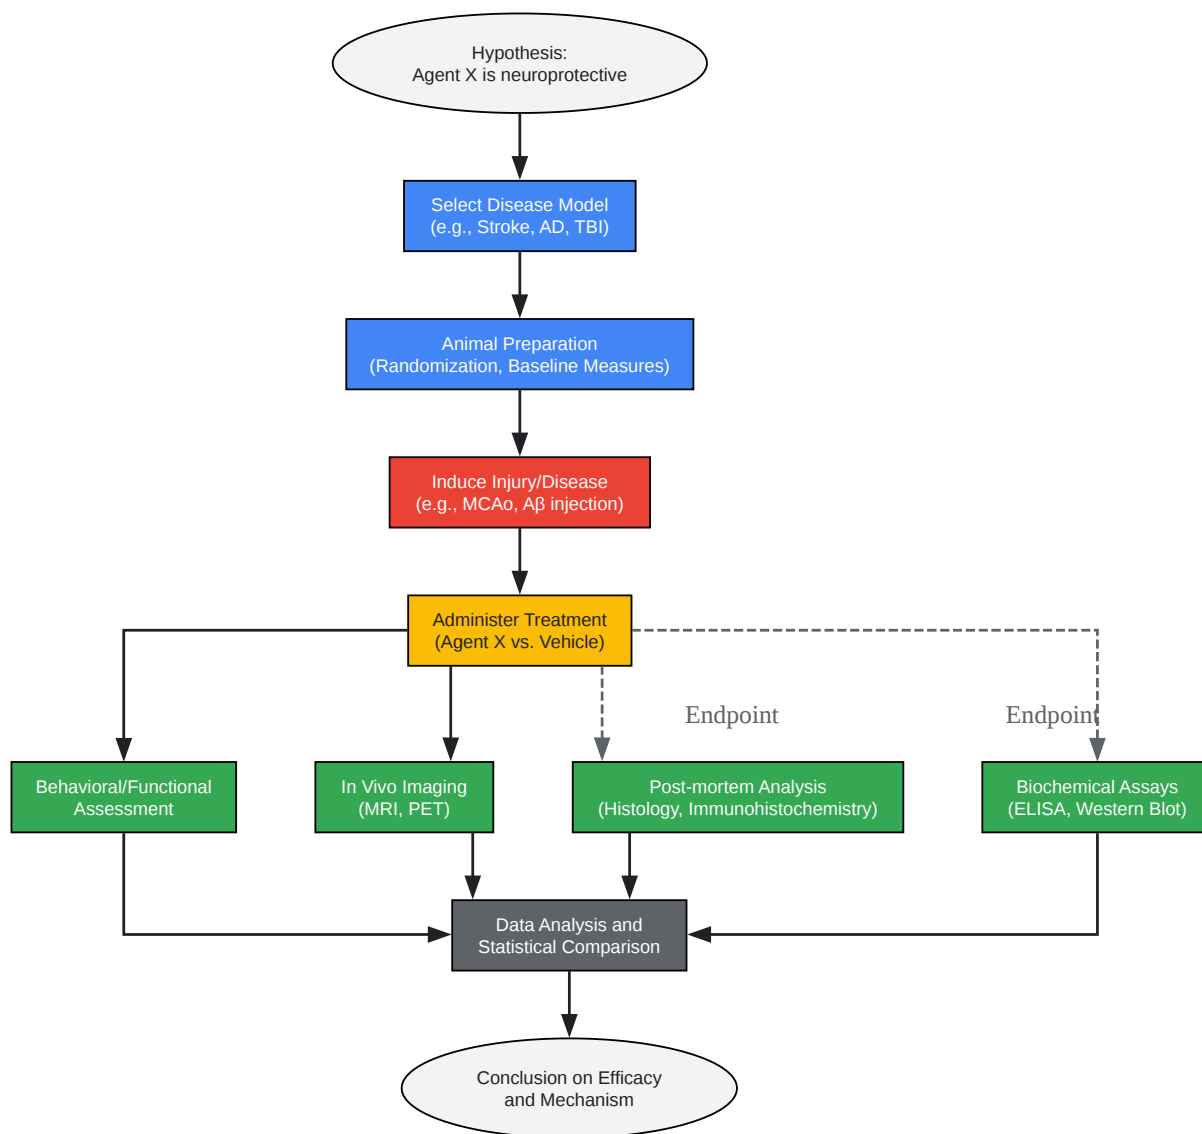 Hypothesis:
Agent X is neuroprotective
Select Disease Model
(e.g., Stroke, AD, TBI)
Animal Preparation
(Randomization, Baseline Measures)
Induce Injury/Disease
(e.g., MCAo, Aβ injection)
Administer Treatment
(Agent X vs. Vehicle)
Endpoint
Endpoint
Behavioral/Functional
Assessment
In Vivo Imaging
(MRI, PET)
Post-mortem Analysis
(Histology, Immunohistochemistry)
Biochemical Assays
(ELISA, Western Blot)
Data Analysis and
Statistical Comparison
Conclusion on Efficacy
and Mechanism